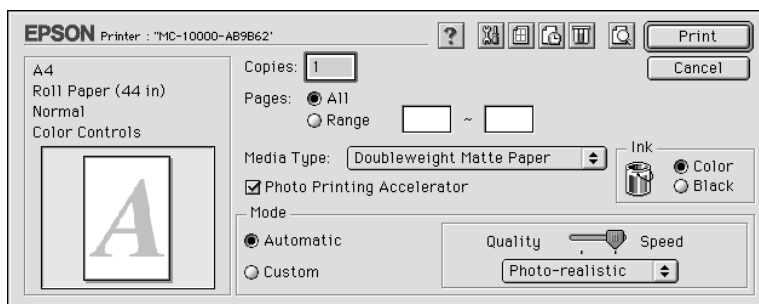 EPSON Printer : "MC-10000-AB9B62'
?
Print
A4
Roll Paper (44 in)
Normal
Color Controls
A
Copies: 1
Cancel
Pages: All
Range ~
Media Type: Doubleweight Matte Paper
Photo Printing Accelerator
Ink
Color
Black
Mode
Automatic
Custom
Quality Speed
Photo-realistic